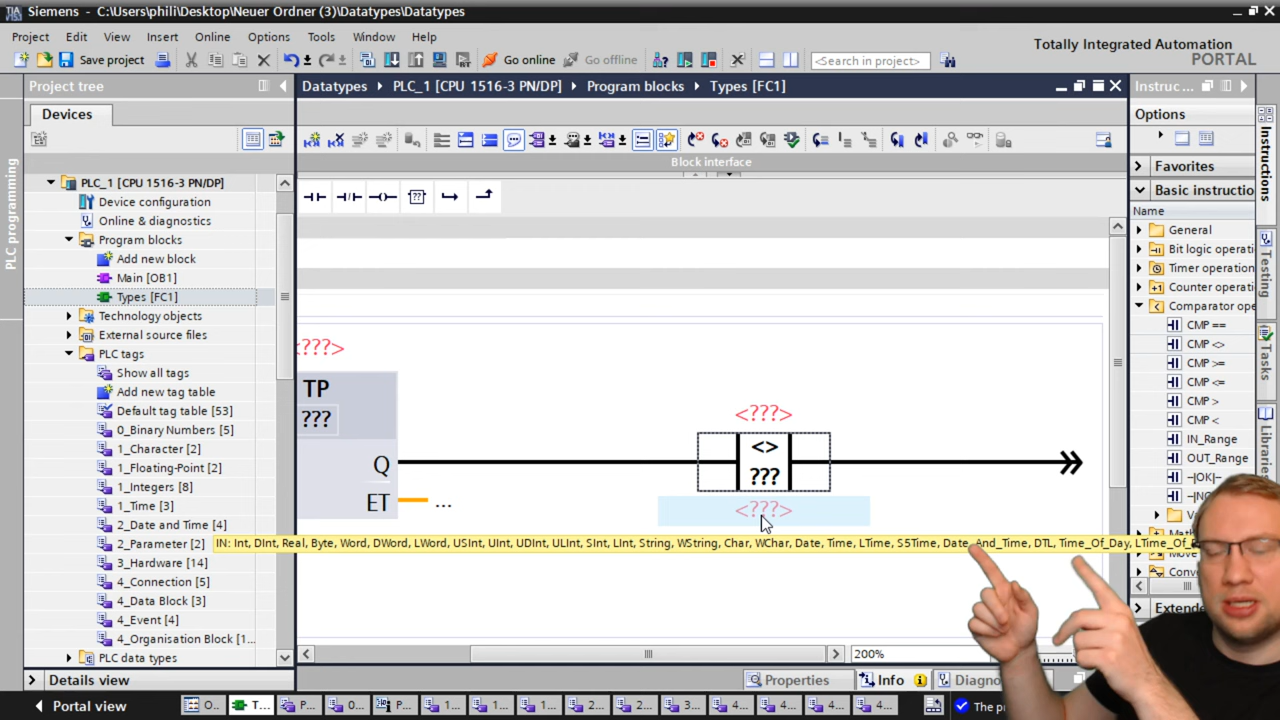 Siemens - C:\Users\phili\Desktop\Neuer Ordner (3)\Datatypes\Datatypes
Project Edit View Insert Online Options Tools Window Help
Totally Integrated Automation
PORTAL
Save project
Go online
Go offline
<Search in project>
Project tree
Datatypes
PLC_1 [CPU 1516-3 PN/DP]
Program blocks
Types [FC1]
Instruc...
Devices
Options
PLC programming
Block interface
PLC_1 [CPU 1516-3 PN/DP]
Device configuration
Online & diagnostics
Program blocks
Add new block
Main [OB1]
Types [FC1]
Technology objects
External source files
PLC tags
Show all tags
Add new tag table
Default tag table [53]
0_Binary Numbers [5]
1_Character [2]
1_Floating-Point [2]
1_Integers [8]
1_Time [3]
2_Date and Time [4]
2_Parameter [2]
3_Hardware [14]
4_Connection [5]
4_Data Block [3]
4_Event [4]
4_Organisation Block [1...
PLC data types
Details view
Portal view
<???>
TP
???
Q
ET
...
<???>
<>
???
<???>
IN: Int, DInt, Real, Byte, Word, DWord, LWord, USInt, UInt, UDInt, ULInt, SInt, LInt, String, WString, Char, WChar, Date, Time, LTime, S5Time, Date_And_Time, DTL, Time_Of_Day,
200%
Properties
Info
Diagno
Favorites
Basic instructio
Name
General
Bit logic operati
Timer operation
Counter operati
Comparator ope
CMP ==
CMP <>
CMP >=
CMP <=
CMP >
CMP <
IN_Range
OUT_Range
OK
Math
Move
Conve
Extende
Instructions
Testing
Tasks
Libraries
The p